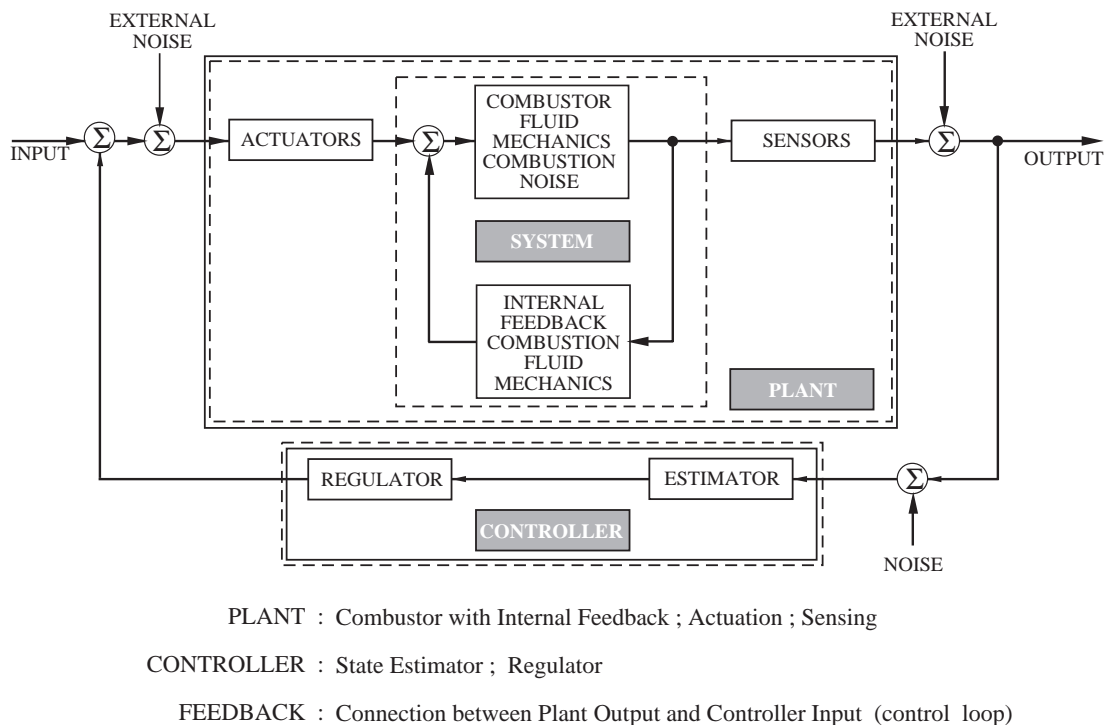 EXTERNAL
NOISE
EXTERNAL
NOISE
INPUT
Σ
Σ
ACTUATORS
Σ
COMBUSTOR
FLUID
MECHANICS
COMBUSTION
NOISE
SENSORS
Σ
OUTPUT
SYSTEM
INTERNAL
FEEDBACK
COMBUSTION
FLUID
MECHANICS
PLANT
REGULATOR
ESTIMATOR
Σ
CONTROLLER
NOISE
PLANT : Combustor with Internal Feedback ; Actuation ; Sensing
CONTROLLER : State Estimator ; Regulator
FEEDBACK : Connection between Plant Output and Controller Input (control loop)